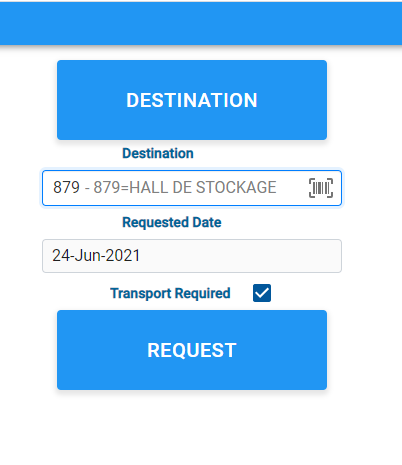 DESTINATION
Destination
879 - 879=HALL DE STOCKAGE
Requested Date
24-Jun-2021
Transport Required
REQUEST